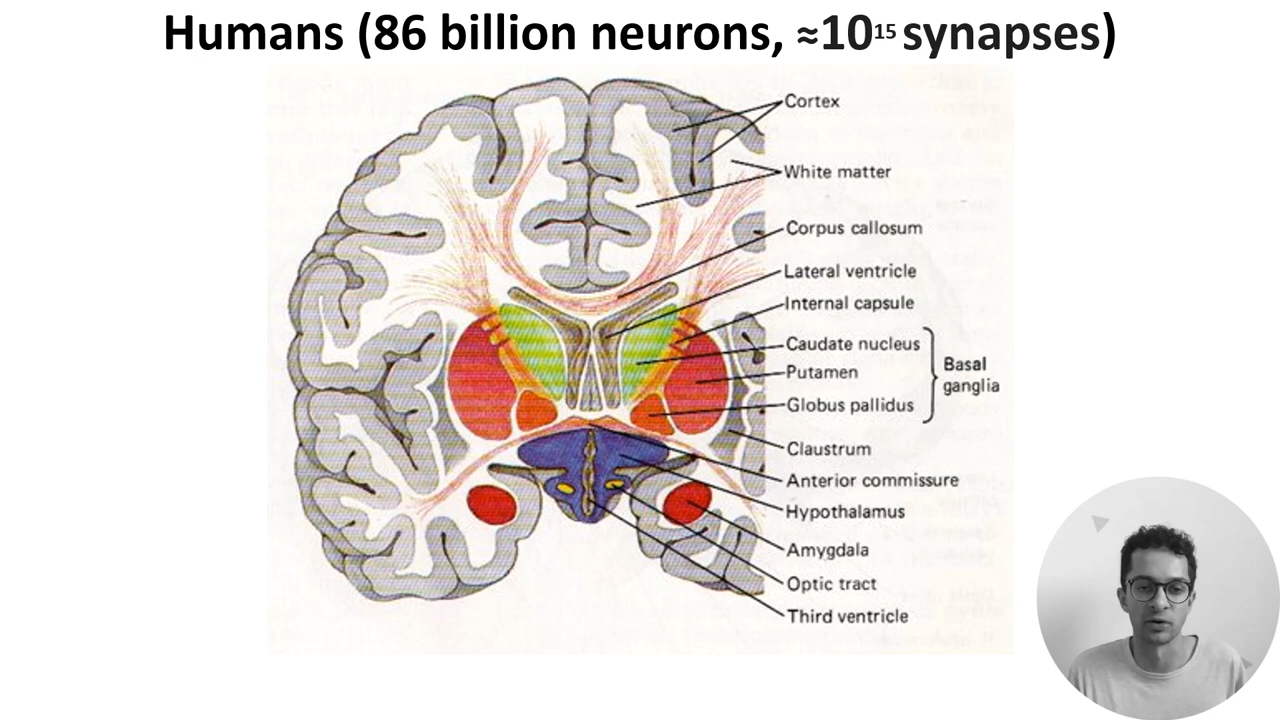 Humans (86 billion neurons, ≈10¹⁵ synapses)
Cortex
White matter
Corpus callosum
Lateral ventricle
Internal capsule
Caudate nucleus
Putamen
Globus pallidus
Basal
ganglia
Claustrum
Anterior commissure
Hypothalamus
Amygdala
Optic tract
Third ventricle